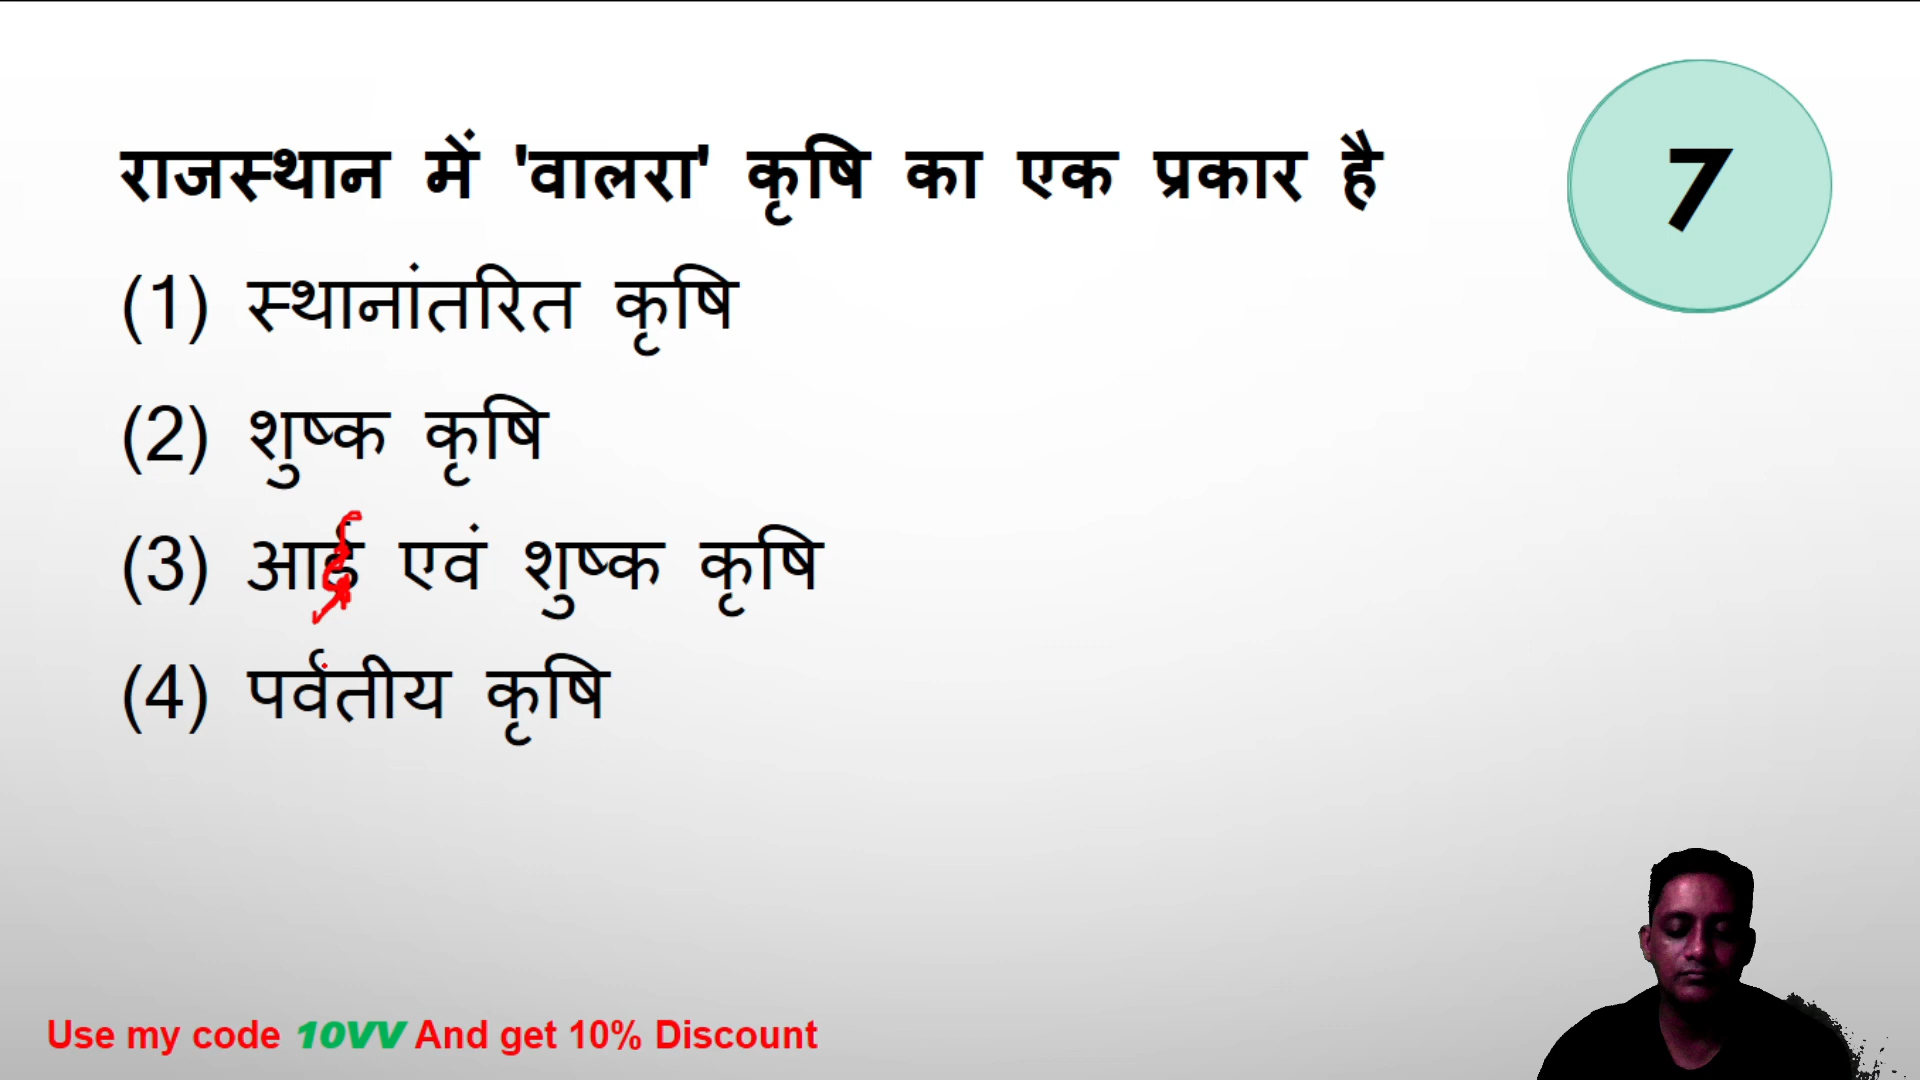 राजस्थान में 'वालरा' कृषि का एक प्रकार है
7
(1) स्थानांतरित कृषि
(2) शुष्क कृषि
(3) आर्द्र एवं शुष्क कृषि
(4) पर्वतीय कृषि
Use my code 10VV And get 10% Discount